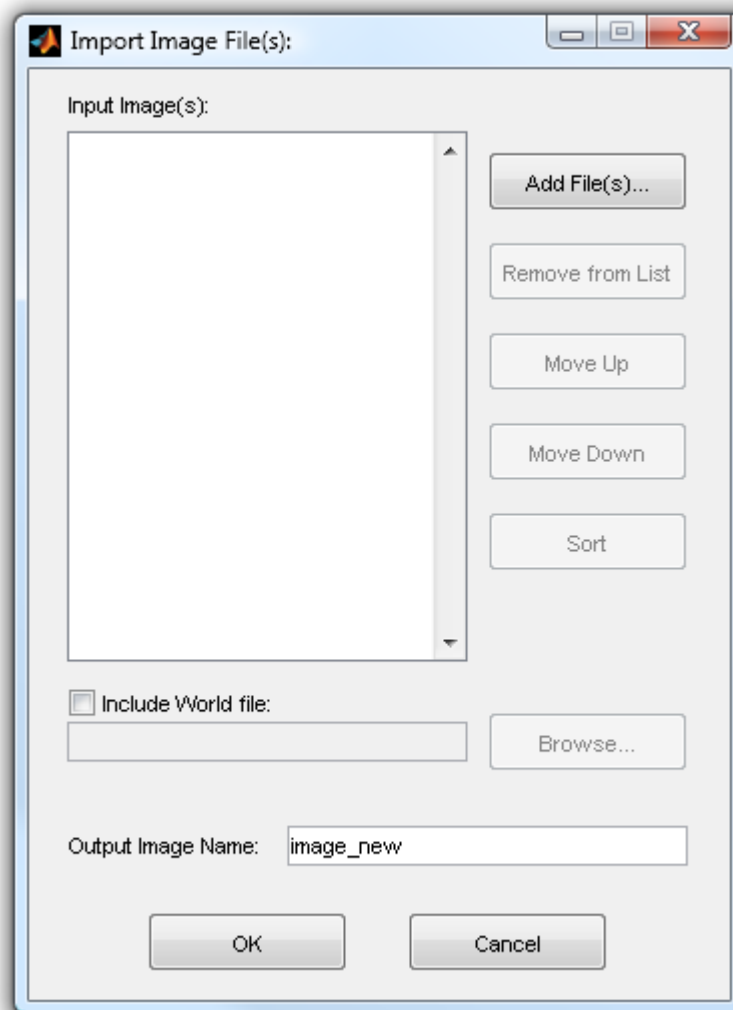 Import Image File(s):
Input Image(s):
Add File(s)...
Remove from List
Move Up
Move Down
Sort
Include World file:
Browse...
Output Image Name: image_new
OK Cancel